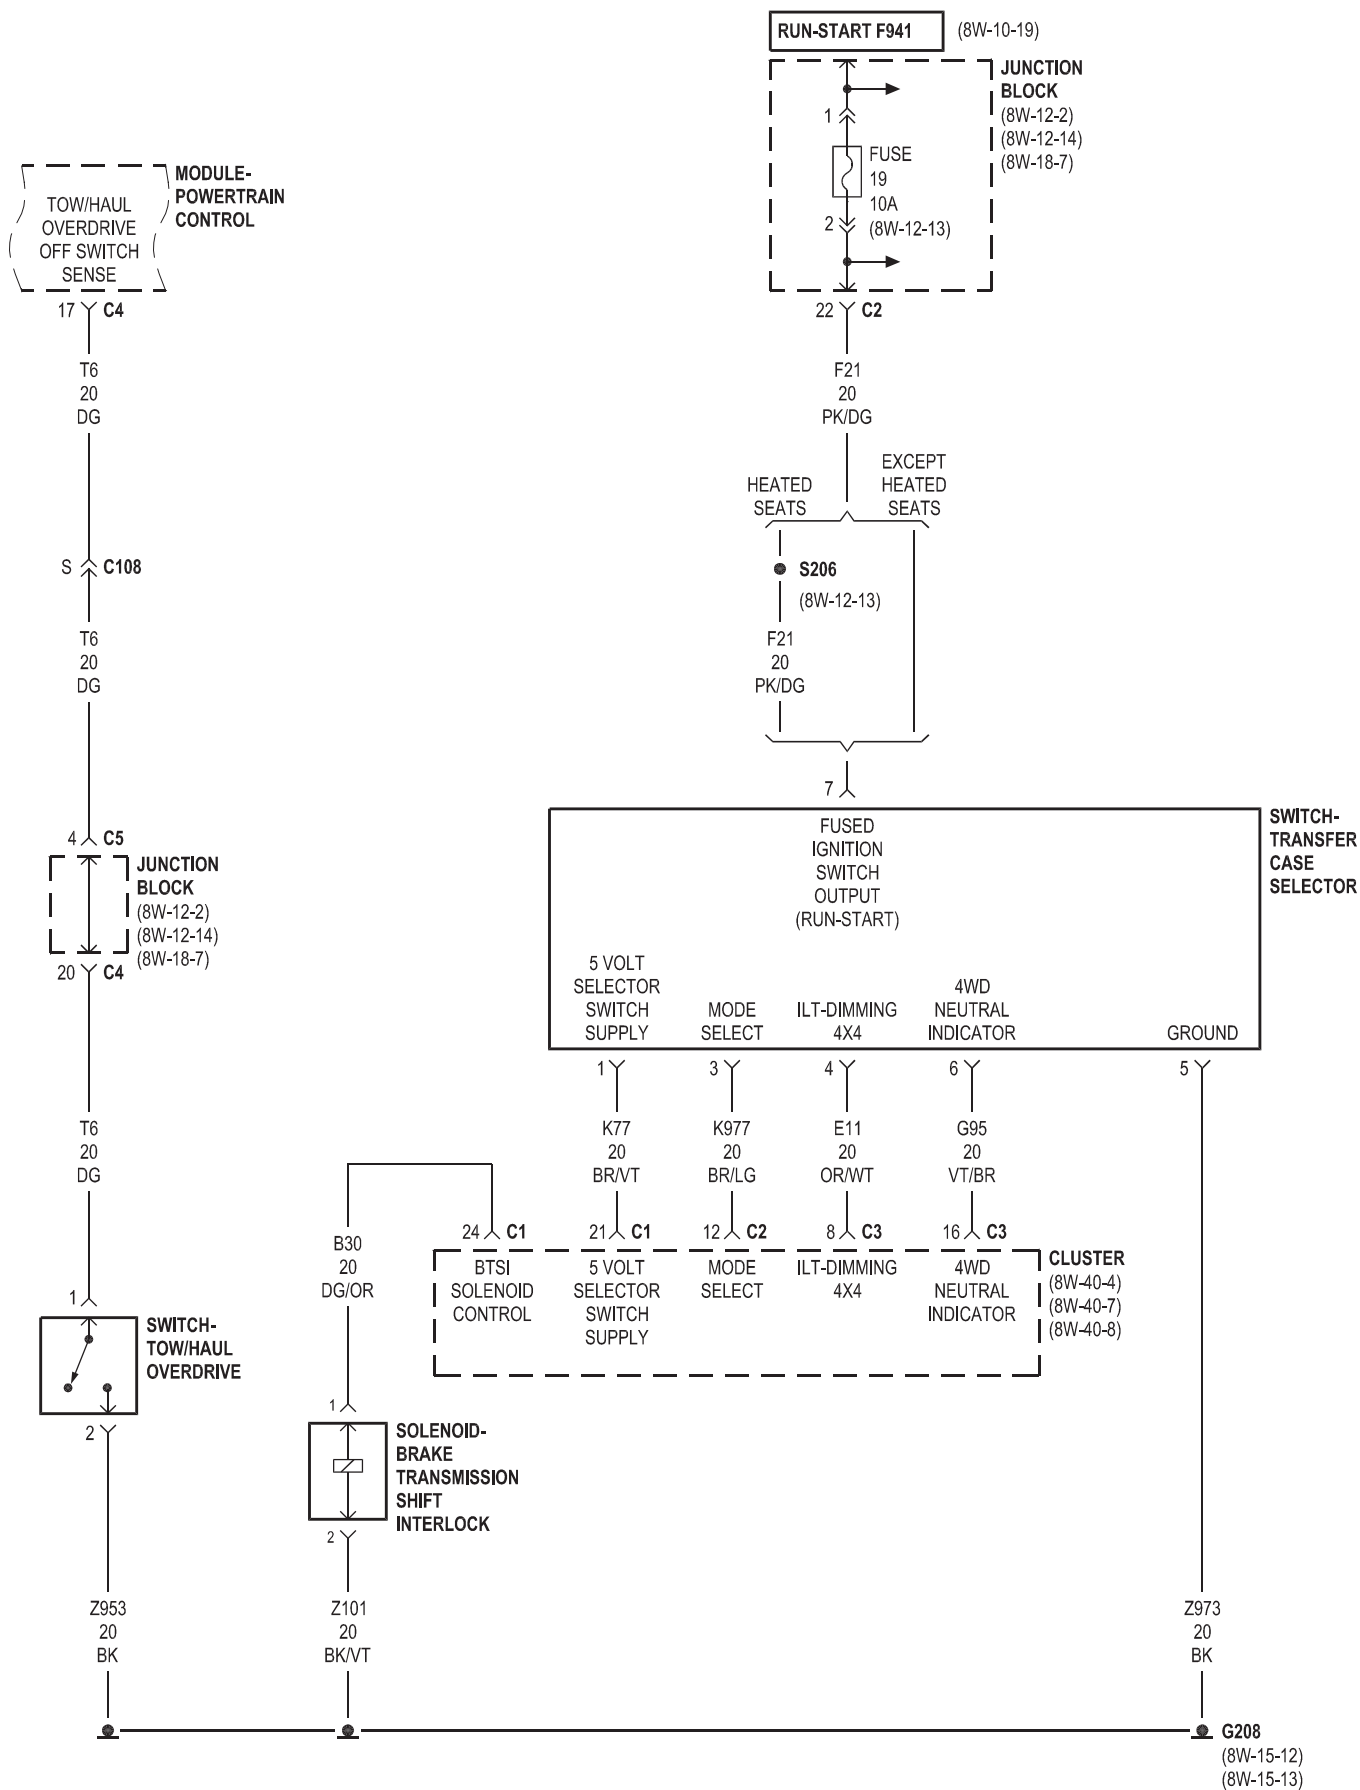 RUN-START F941 (8W-10-19)
JUNCTION
BLOCK
(8W-12-2)
(8W-12-14)
(8W-18-7)
1
FUSE
19
10A
(8W-12-13)
2
22 C2
F21
20
PK/DG
HEATED
SEATS
EXCEPT
HEATED
SEATS
S206
(8W-12-13)
F21
20
PK/DG
7
MODULE-
POWERTRAIN
CONTROL
TOW/HAUL
OVERDRIVE
OFF SWITCH
SENSE
17 C4
T6
20
DG
S C108
T6
20
DG
4 C5
JUNCTION
BLOCK
(8W-12-2)
(8W-12-14)
(8W-18-7)
20 C4
T6
20
DG
1
SWITCH-
TOW/HAUL
OVERDRIVE
2
Z953
20
BK
SWITCH-
TRANSFER
CASE
SELECTOR
FUSED
IGNITION
SWITCH
OUTPUT
(RUN-START)
5 VOLT
SELECTOR
SWITCH
SUPPLY
MODE
SELECT
ILT-DIMMING
4X4
4WD
NEUTRAL
INDICATOR
GROUND
1 3 4 6 5
K77
20
BR/VT
K977
20
BR/LG
E11
20
OR/WT
G95
20
VT/BR
24 C1 21 C1 12 C2 8 C3 16 C3
BTSI
SOLENOID
CONTROL
5 VOLT
SELECTOR
SWITCH
SUPPLY
MODE
SELECT
ILT-DIMMING
4X4
4WD
NEUTRAL
INDICATOR
CLUSTER
(8W-40-4)
(8W-40-7)
(8W-40-8)
B30
20
DG/OR
1
SOLENOID-
BRAKE
TRANSMISSION
SHIFT
INTERLOCK
2
Z101
20
BK/VT
Z973
20
BK
G208
(8W-15-12)
(8W-15-13)